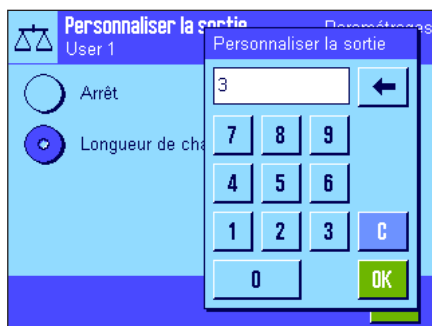 Personnaliser la sortie
Paramétrages
User 1
Personnaliser la sortie
Arrêt
3
Longueur de cha
7 8 9
4 5 6
1 2 3 C
0 OK